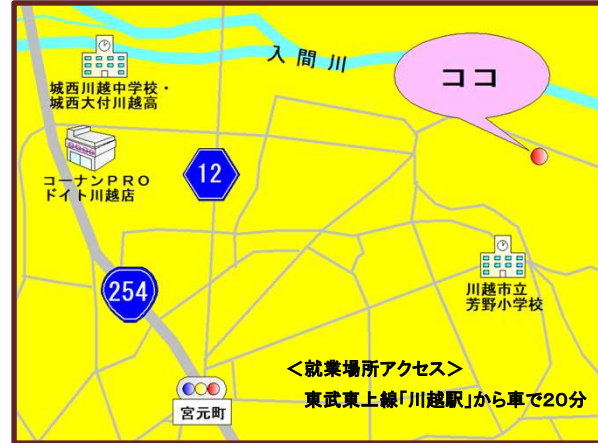 入間川
ココ
城西川越中学校・
城西大付川越高
コーナンPRO
ドイト川越店
12
254
川越市立
芳野小学校
宮元町
＜就業場所アクセス＞
東武東上線「川越駅」から車で20分